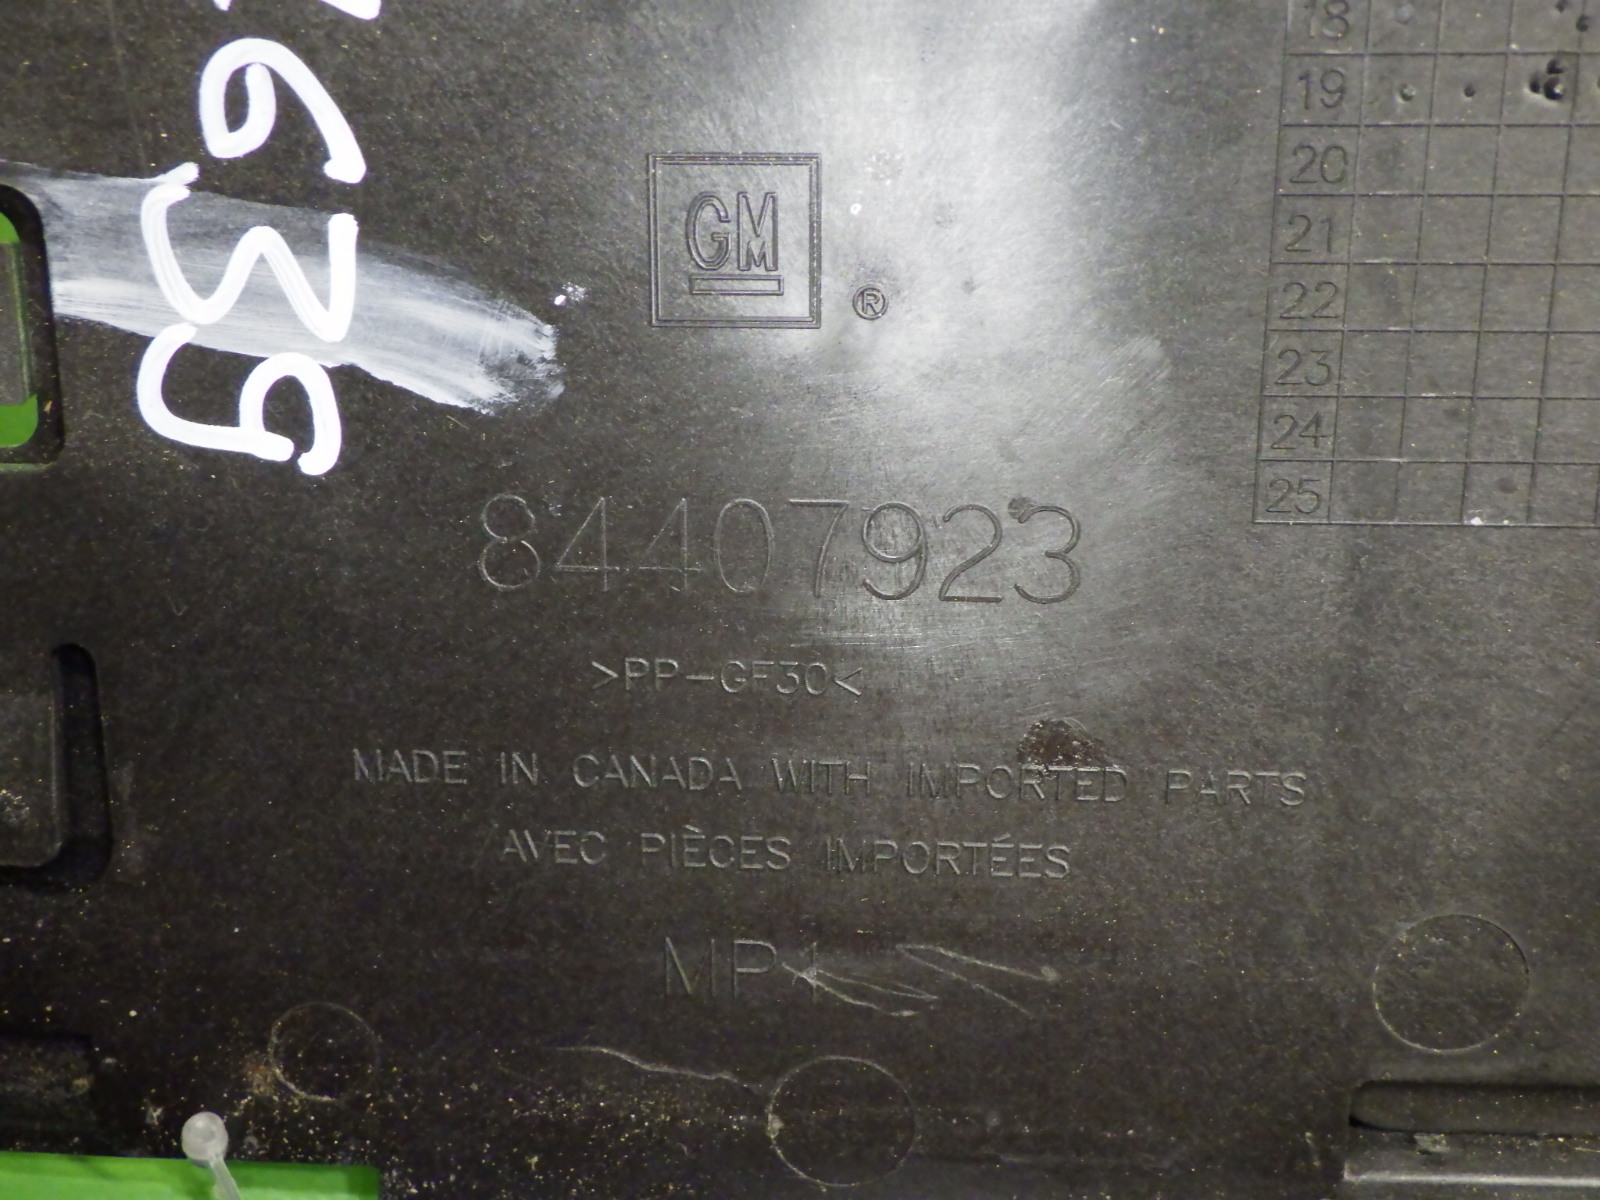 GM
®
84407923
>PP-GF30<
MADE IN CANADA WITH IMPORTED PARTS
AVEC PIÈCES IMPORTÉES
MP1
18
19
20
21
22
23
24
25